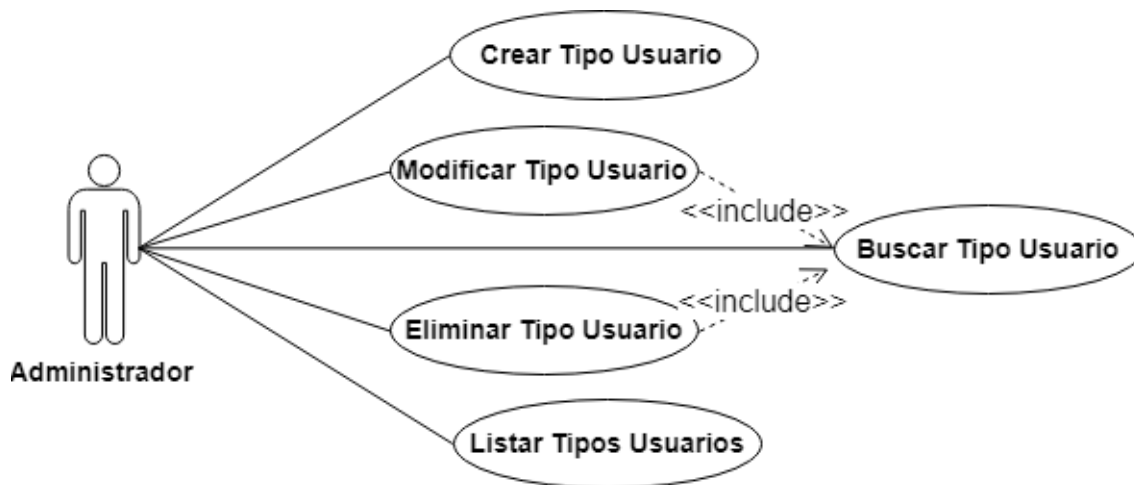 Crear Tipo Usuario
Modificar Tipo Usuario
<<include>>
Buscar Tipo Usuario
<<include>>
Eliminar Tipo Usuario
Administrador
Listar Tipos Usuarios